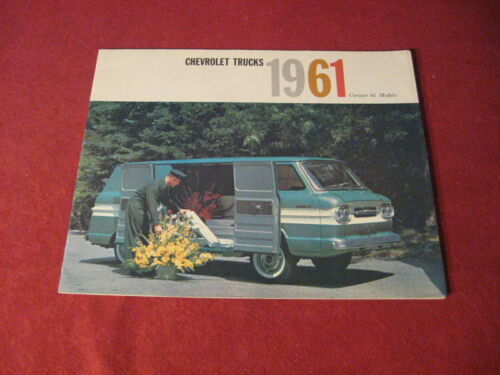 CHEVROLET TRUCKS 1961
Corvair 95 Models